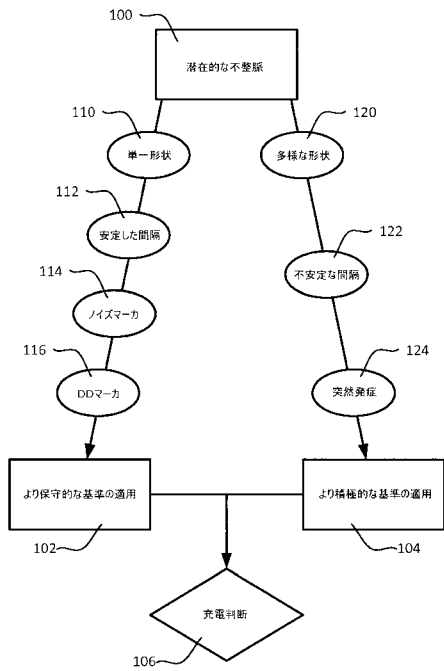 100
潜在的な不整脈
110
120
単一形状
多様な形状
112
安定した間隔
122
不安定な間隔
114
ノイズマーカ
116
124
DDマーカ
突然発症
より保守的な基準の適用
より積極的な基準の適用
102
104
充電判断
106